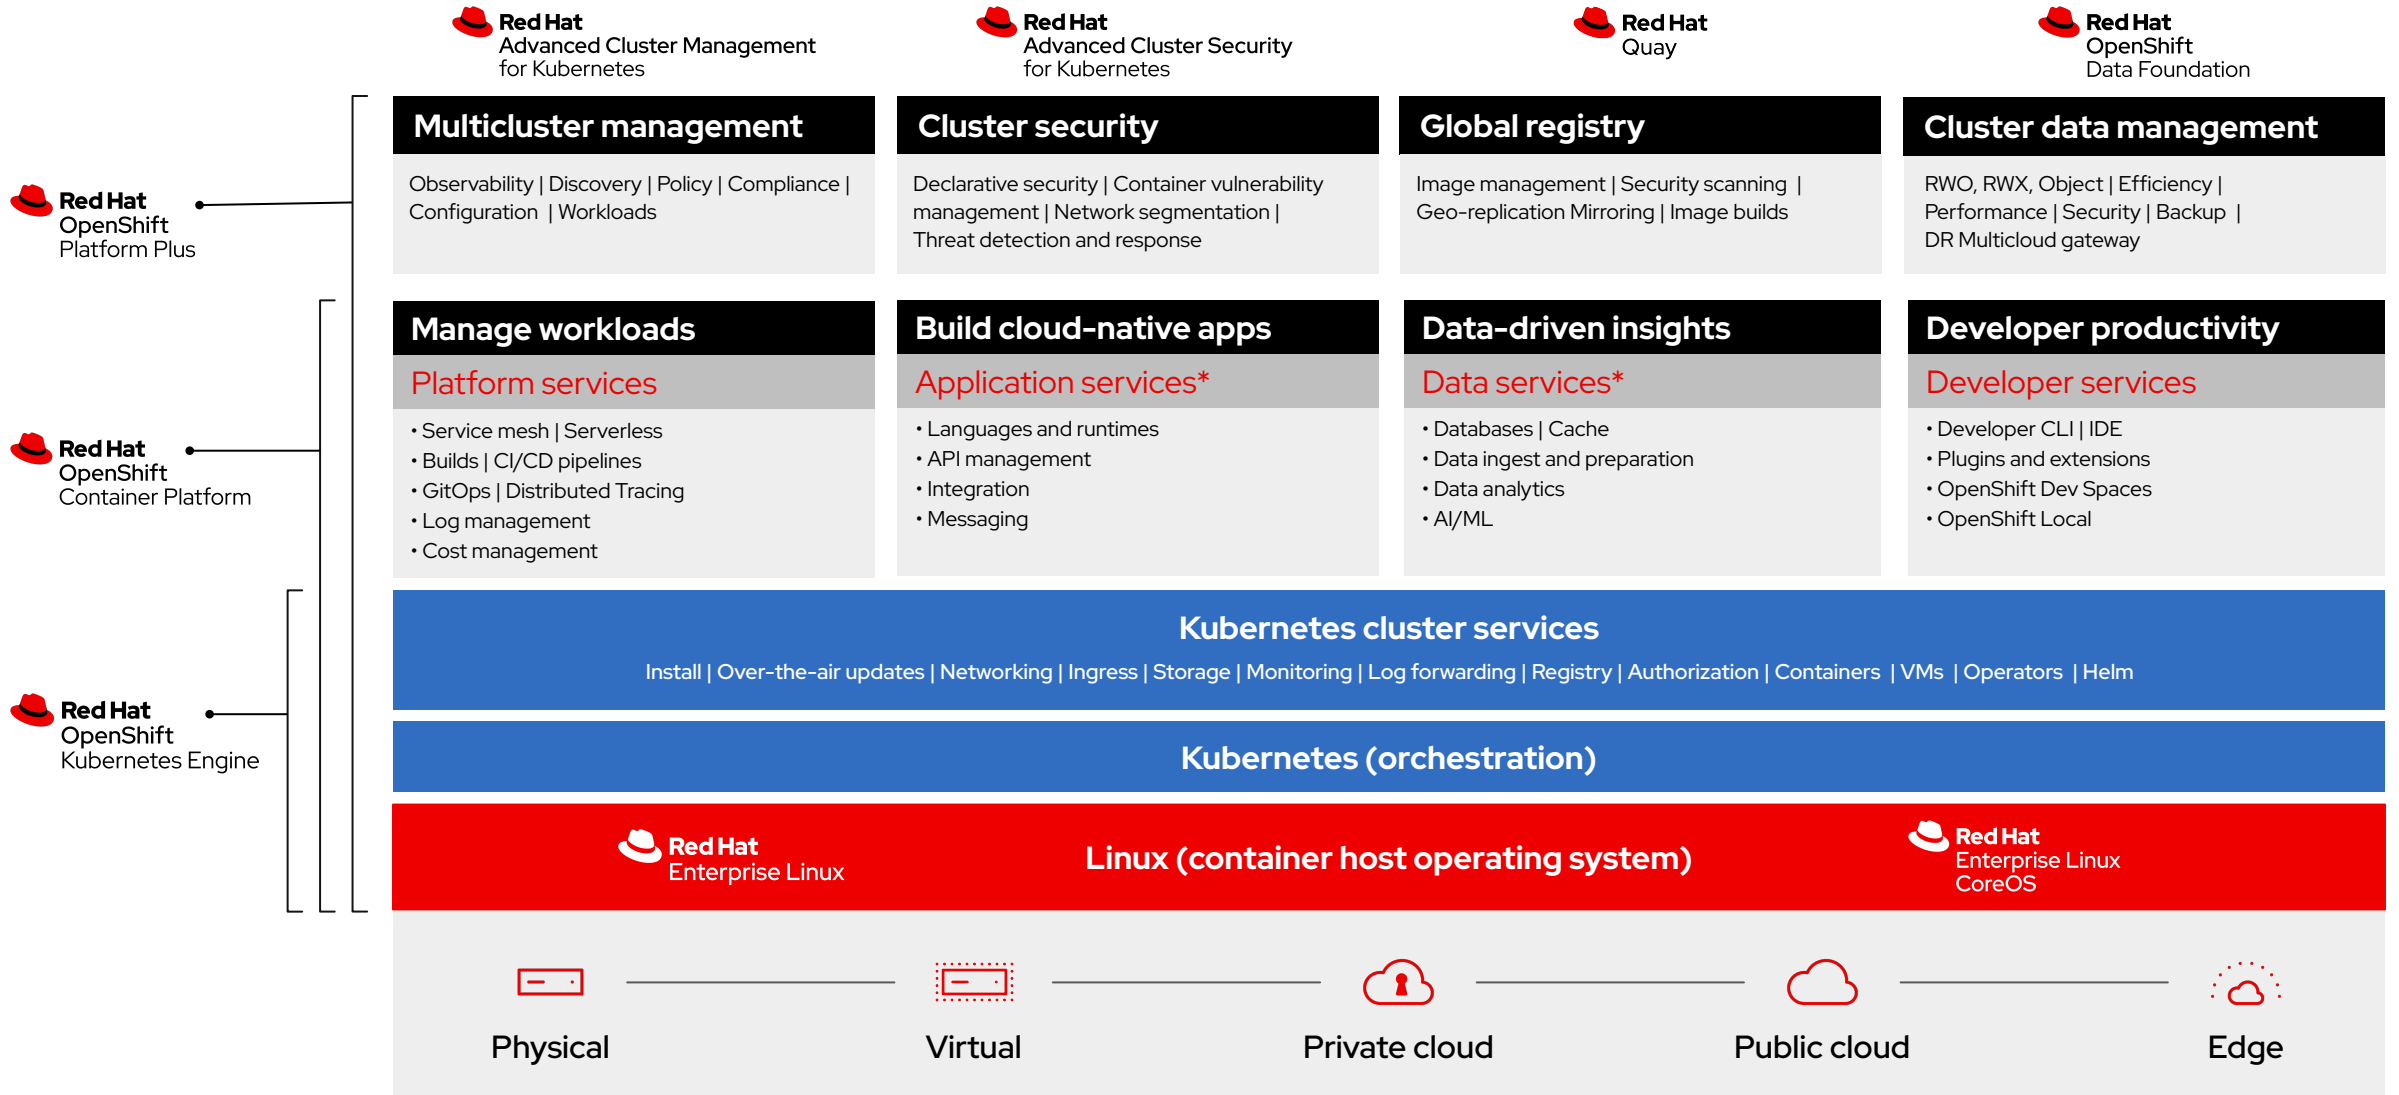 Red Hat
Advanced Cluster Management
for Kubernetes
Red Hat
Advanced Cluster Security
for Kubernetes
Red Hat
Quay
Red Hat
OpenShift
Data Foundation
Red Hat
OpenShift
Platform Plus
Multicluster management
Observability | Discovery | Policy | Compliance |
Configuration | Workloads
Cluster security
Declarative security | Container vulnerability
management | Network segmentation |
Threat detection and response
Global registry
Image management | Security scanning |
Geo-replication Mirroring | Image builds
Cluster data management
RWO, RWX, Object | Efficiency |
Performance | Security | Backup |
DR Multicloud gateway
Red Hat
OpenShift
Container Platform
Manage workloads
Platform services
• Service mesh | Serverless
• Builds | CI/CD pipelines
• GitOps | Distributed Tracing
• Log management
• Cost management
Build cloud-native apps
Application services*
• Languages and runtimes
• API management
• Integration
• Messaging
Data-driven insights
Data services*
• Databases | Cache
• Data ingest and preparation
• Data analytics
• AI/ML
Developer productivity
Developer services
• Developer CLI | IDE
• Plugins and extensions
• OpenShift Dev Spaces
• OpenShift Local
Red Hat
OpenShift
Kubernetes Engine
Kubernetes cluster services
Install | Over-the-air updates | Networking | Ingress | Storage | Monitoring | Log forwarding | Registry | Authorization | Containers | VMs | Operators | Helm
Kubernetes (orchestration)
Red Hat
Enterprise Linux
Linux (container host operating system)
Red Hat
Enterprise Linux
CoreOS
Physical
Virtual
Private cloud
Public cloud
Edge